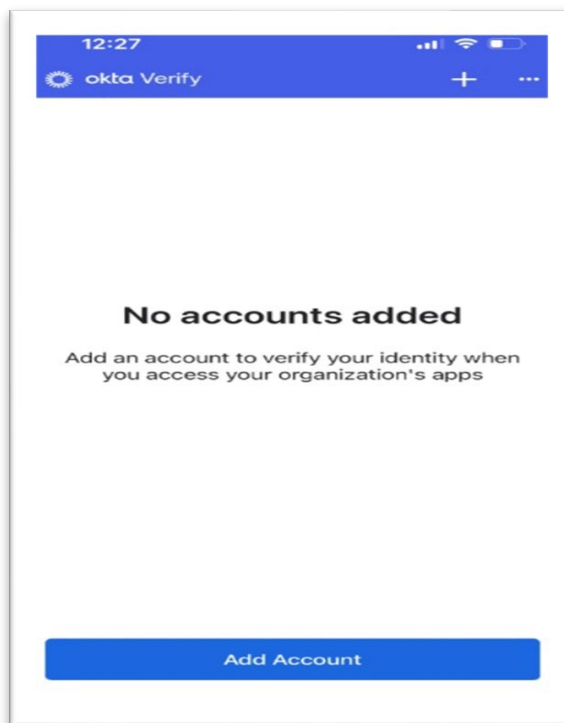 12:27
okta Verify
No accounts added
Add an account to verify your identity when
you access your organization's apps
Add Account